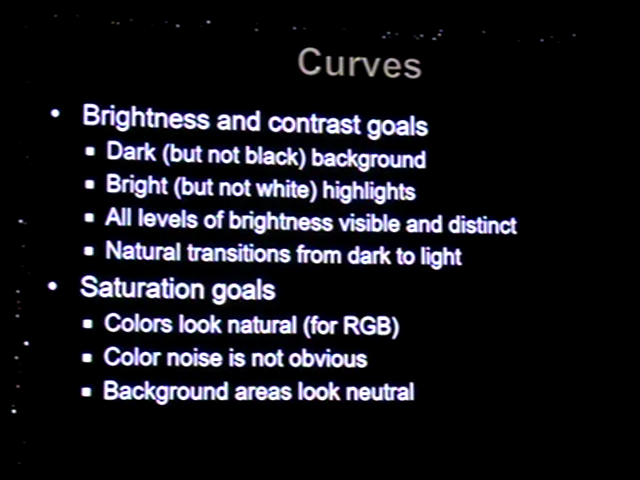 Curves
• Brightness and contrast goals
▪ Dark (but not black) background
▪ Bright (but not white) highlights
▪ All levels of brightness visible and distinct
▪ Natural transitions from dark to light
• Saturation goals
▪ Colors look natural (for RGB)
▪ Color noise is not obvious
▪ Background areas look neutral